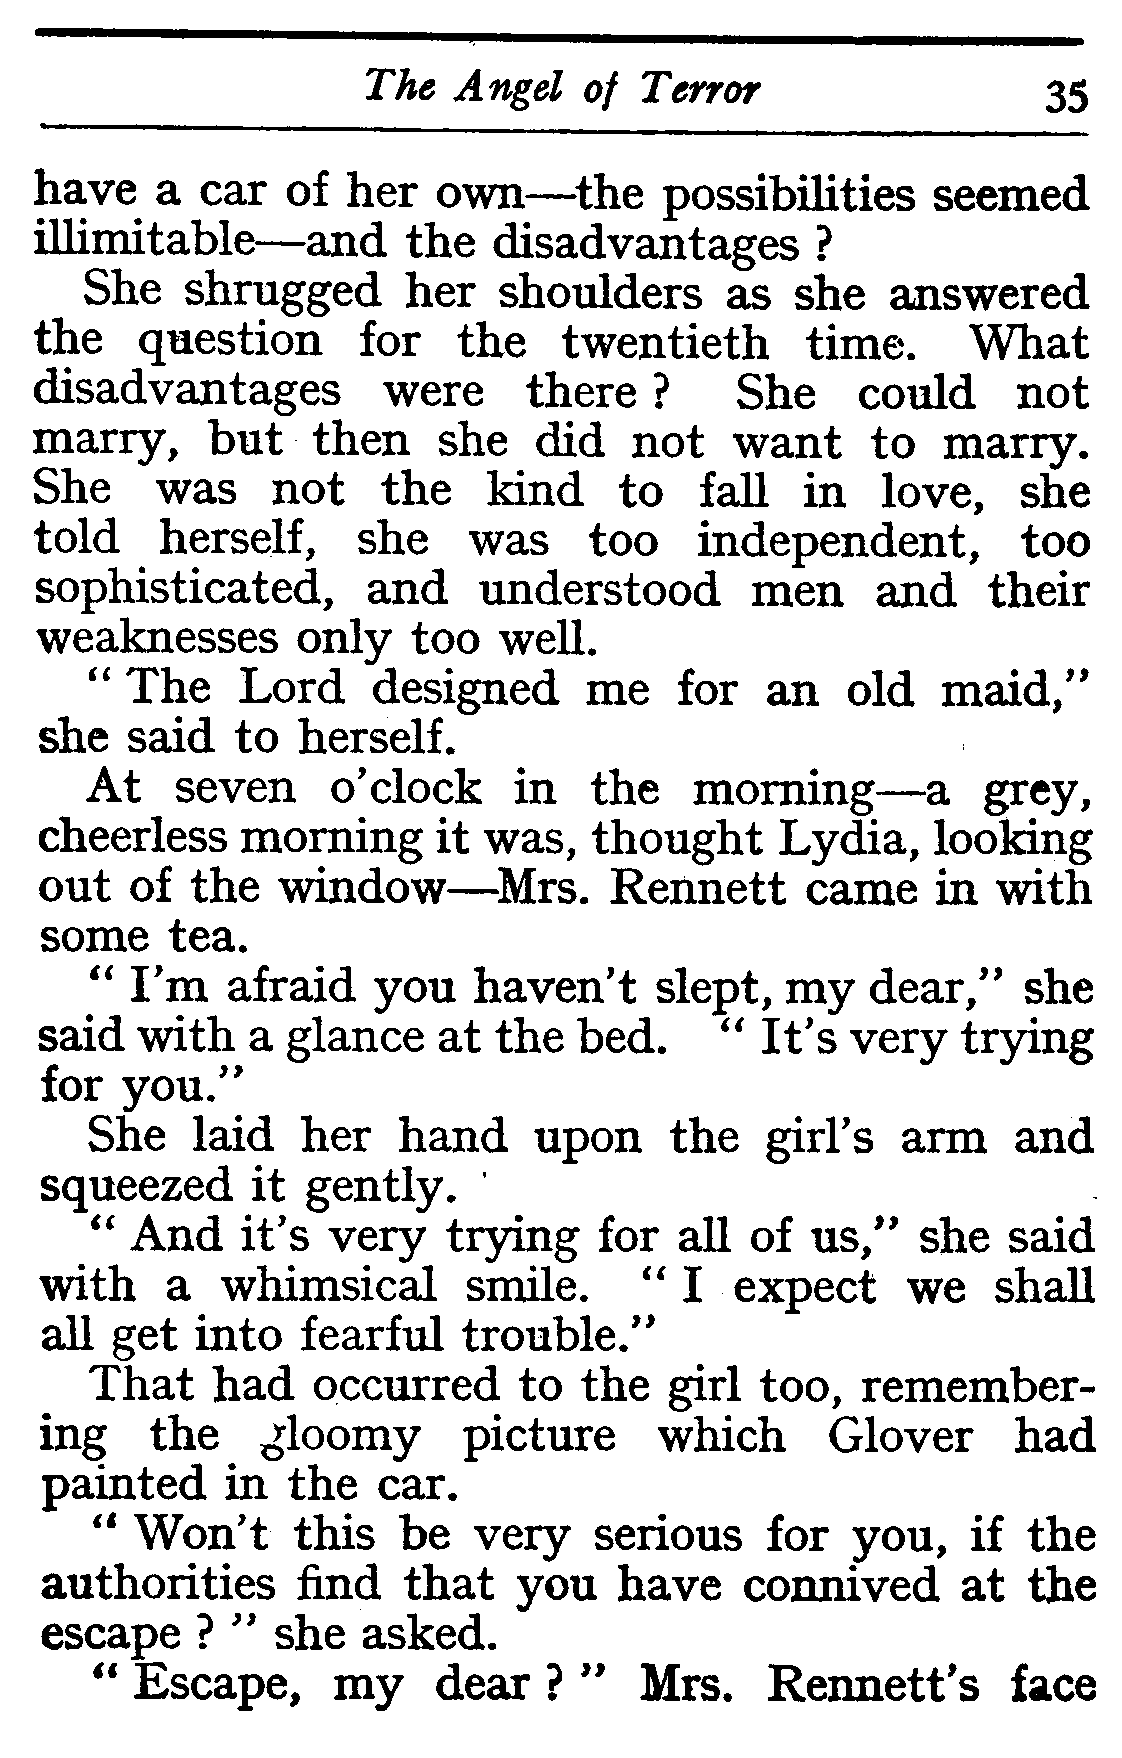 The Angel of Terror 35
have a car of her own—the possibilities seemed
illimitable—and the disadvantages ?
She shrugged her shoulders as she answered
the question for the twentieth time. What
disadvantages were there ? She could not
marry, but then she did not want to marry.
She was not the kind to fall in love, she
told herself, she was too independent, too
sophisticated, and understood men and their
weaknesses only too well.
“ The Lord designed me for an old maid,”
she said to herself.
At seven o’clock in the morning—a grey,
cheerless morning it was, thought Lydia, looking
out of the window—Mrs. Rennett came in with
some tea.
“ I’m afraid you haven’t slept, my dear,” she
said with a glance at the bed. “ It’s very trying
for you.”
She laid her hand upon the girl’s arm and
squeezed it gently.
“ And it’s very trying for all of us,” she said
with a whimsical smile. “ I expect we shall
all get into fearful trouble.”
That had occurred to the girl too, remember-
ing the gloomy picture which Glover had
painted in the car.
“ Won’t this be very serious for you, if the
authorities find that you have connived at the
escape ? ” she asked.
“ Escape, my dear ? ” Mrs. Rennett’s face